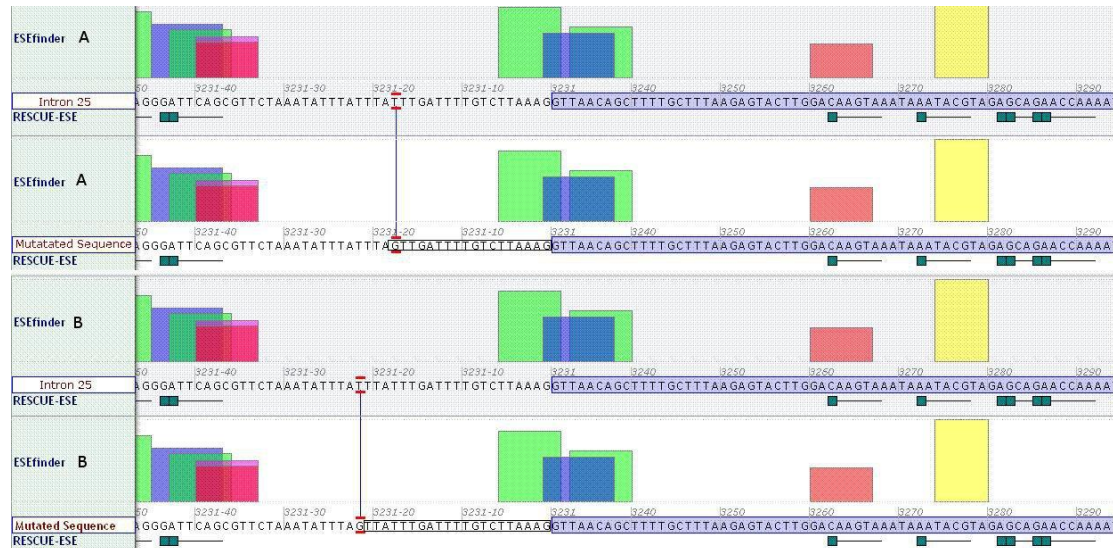 ESEfinder A
50 3231-40 3231-30 3231-20 3231-10 3231 3240 3250 3260 3270 3280 3290
Intron 25 AGGGATTCAGCGTTCTAAATATTTATTTATTTGATTTTGTCTTAAAGGTTAACAGCTTTTGCTTTAAGAGTACTTGGACAAGTAAATAAATACGTAGAGCAGAACCAAAA
RESCUE-ESE
ESEfinder A
50 3231-40 3231-30 3231-20 3231-10 3231 3240 3250 3260 3270 3280 3290
Mutatated Sequence AGGGATTCAGCGTTCTAAATATTTATTTAGTTGATTTTGTCTTAAAGGTTAACAGCTTTTGCTTTAAGAGTACTTGGACAAGTAAATAAATACGTAGAGCAGAACCAAAA
RESCUE-ESE
ESEfinder B
50 3231-40 3231-30 3231-20 3231-10 3231 3240 3250 3260 3270 3280 3290
Intron 25 AGGGATTCAGCGTTCTAAATATTTATTTATTTGATTTTGTCTTAAAGGTTAACAGCTTTTGCTTTAAGAGTACTTGGACAAGTAAATAAATACGTAGAGCAGAACCAAAA
RESCUE-ESE
ESEfinder B
50 3231-40 3231-30 3231-20 3231-10 3231 3240 3250 3260 3270 3280 3290
Mutated Sequence AGGGATTCAGCGTTCTAAATATTTAGTTATTTGATTTTGTCTTAAAGGTTAACAGCTTTTGCTTTAAGAGTACTTGGACAAGTAAATAAATACGTAGAGCAGAACCAAAA
RESCUE-ESE